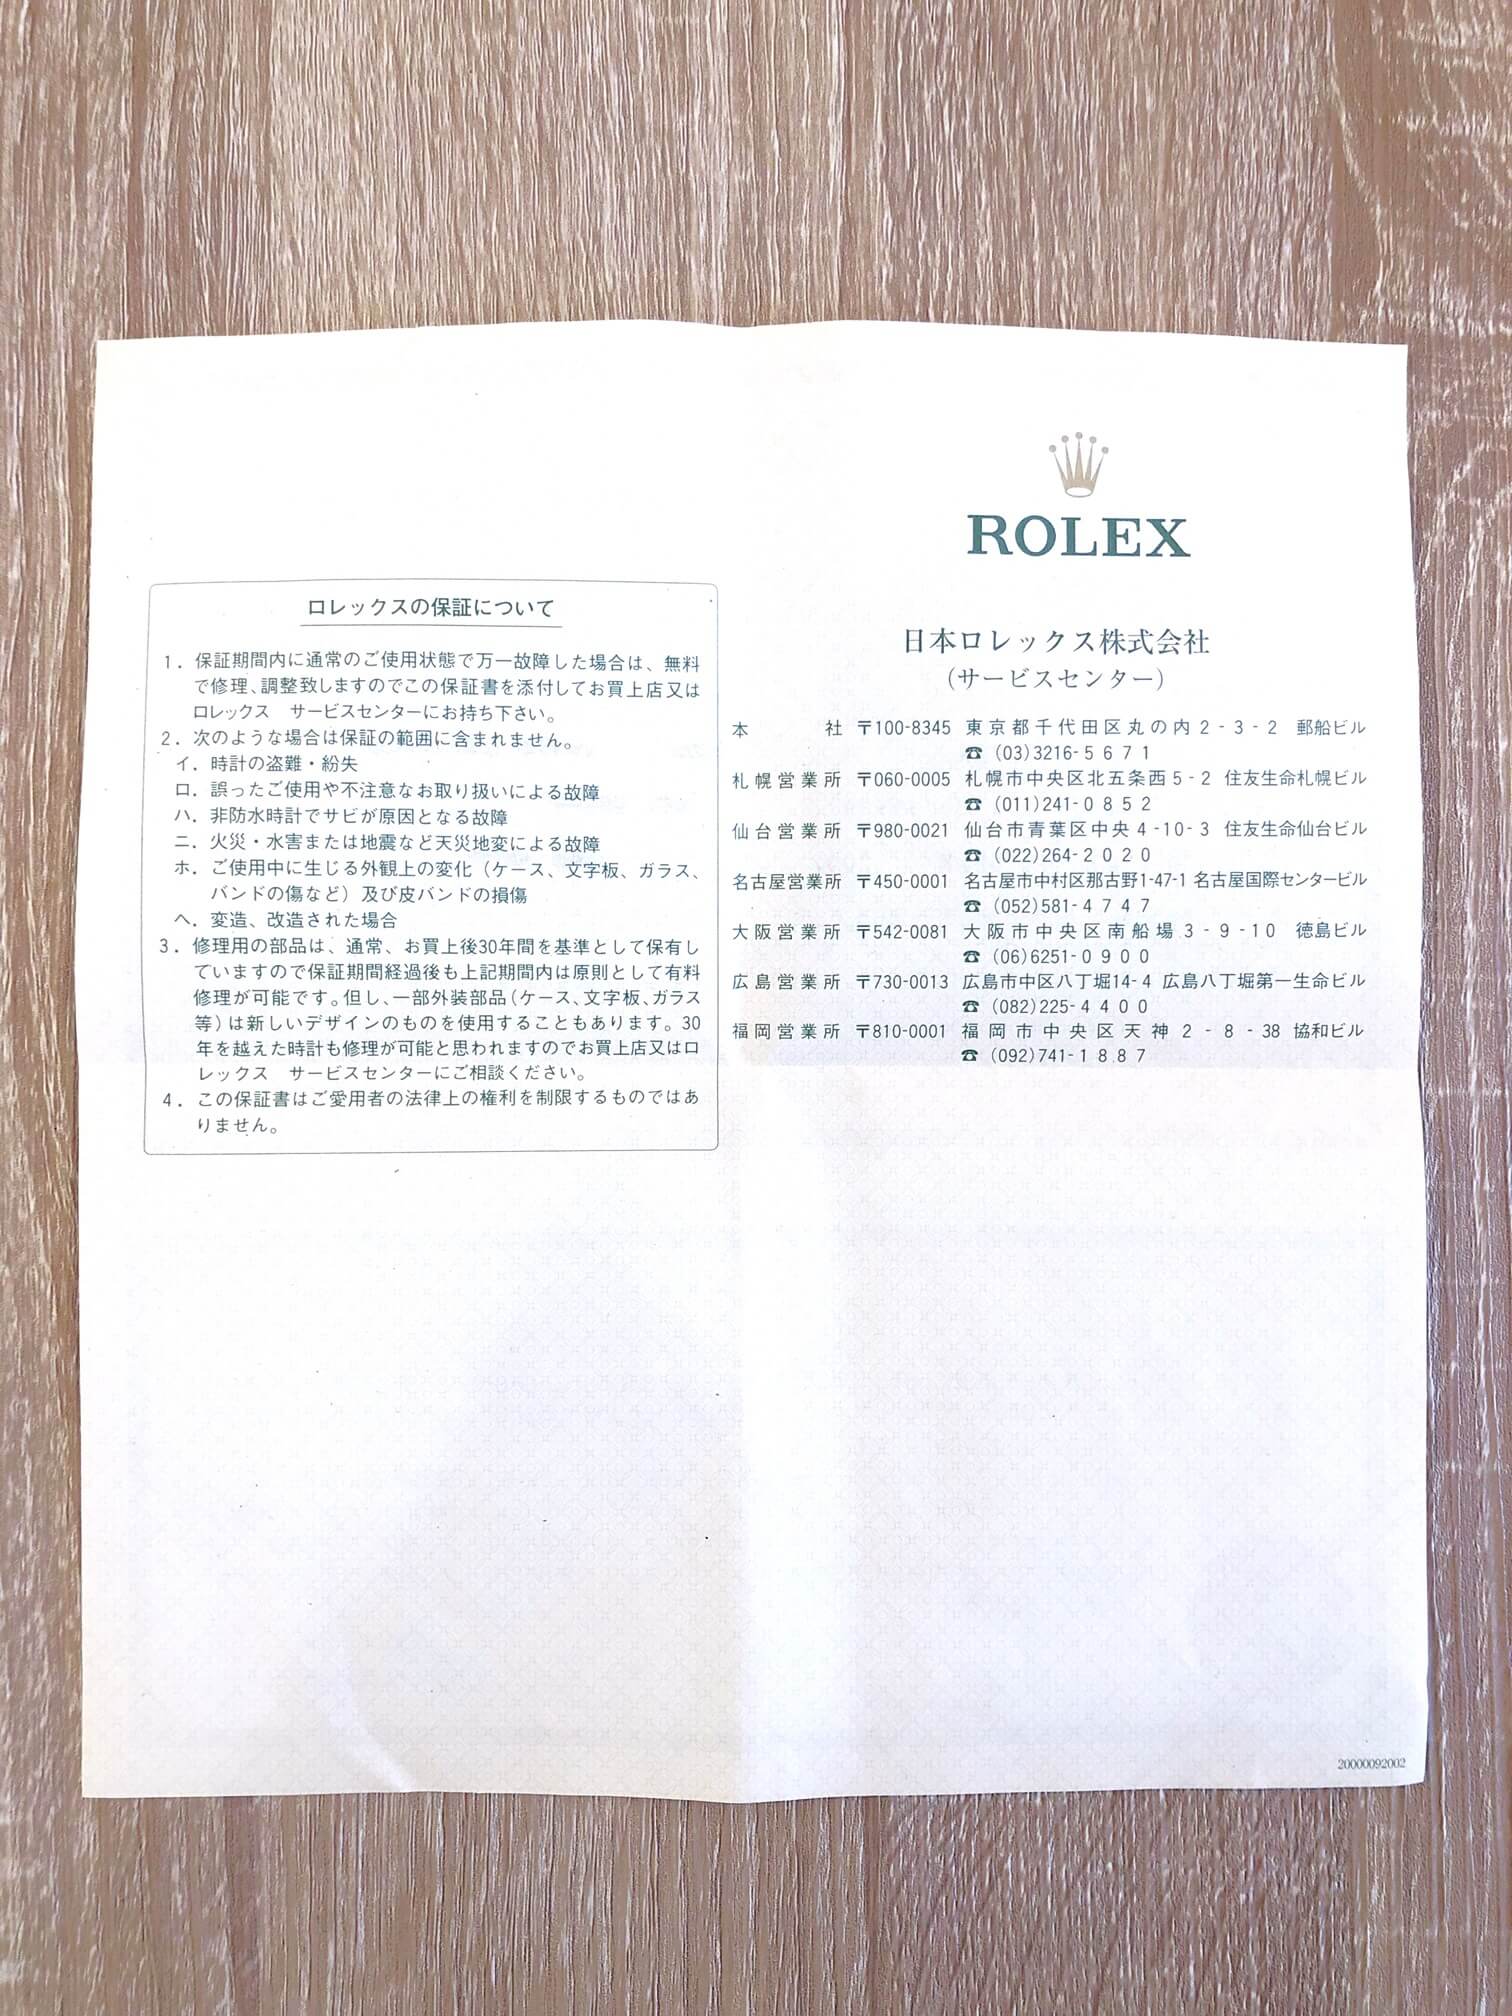 ロレックスの保証について
1．保証期間内に通常のご使用状態で万一故障した場合は、無料
で修理、調整致しますのでこの保証書を添付してお買上店又は
ロレックス　サービスセンターにお持ち下さい。
2．次のような場合は保証の範囲に含まれません。
イ．時計の盗難・紛失
ロ．誤ったご使用や不注意なお取り扱いによる故障
ハ．非防水時計でサビが原因となる故障
ニ．火災・水害または地震など天災地変による故障
ホ．ご使用中に生じる外観上の変化（ケース、文字板、ガラス、
バンドの傷など）及び皮バンドの損傷
ヘ．変造、改造された場合
3．修理用の部品は、通常、お買上後30年間を基準として保有し
ていますので保証期間経過後も上記期間内は原則として有料
修理が可能です。但し、一部外装部品（ケース、文字板、ガラス
等）は新しいデザインのものを使用することもあります。30
年を越えた時計も修理が可能と思われますのでお買上店又はロ
レックス　サービスセンターにご相談ください。
4．この保証書はご愛用者の法律上の権利を制限するものではあ
りません。
ROLEX
日本ロレックス株式会社
（サービスセンター）
本社 〒100-8345 東京都千代田区丸の内2-3-2 郵船ビル
☎ (03)3216-5671
札幌営業所 〒060-0005 札幌市中央区北五条西5-2 住友生命札幌ビル
☎ (011)241-0852
仙台営業所 〒980-0021 仙台市青葉区中央4-10-3 住友生命仙台ビル
☎ (022)264-2020
名古屋営業所 〒450-0001 名古屋市中村区那古野1-47-1 名古屋国際センタービル
☎ (052)581-4747
大阪営業所 〒542-0081 大阪市中央区南船場3-9-10 徳島ビル
☎ (06)6251-0900
広島営業所 〒730-0013 広島市中区八丁堀14-4 広島八丁堀第一生命ビル
☎ (082)225-4400
福岡営業所 〒810-0001 福岡市中央区天神2-8-38 協和ビル
☎ (092)741-1887
20000092002